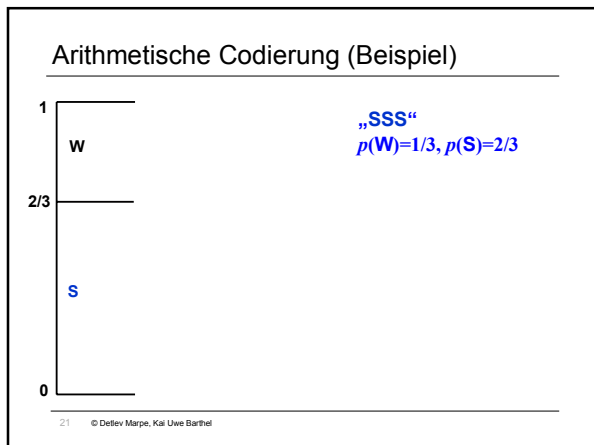 Arithmetische Codierung (Beispiel)
1
„SSS“
W
p(W)=1/3, p(S)=2/3
2/3
S
0
21 © Detlev Marpe, Kai Uwe Barthel